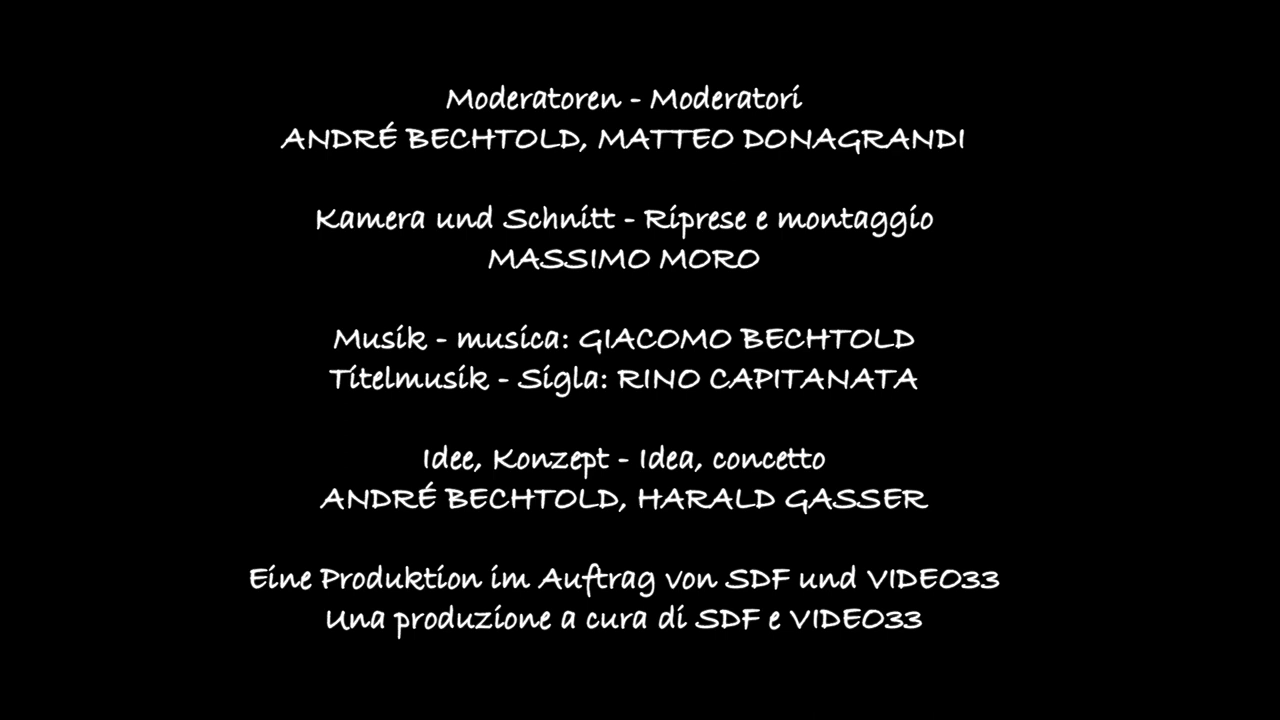 Moderatoren - Moderatori
ANDRÉ BECHTOLD, MATTEO DONAGRANDI
Kamera und Schnitt - Riprese e montaggio
MASSIMO MORO
Musik - musica: GIACOMO BECHTOLD
Titelmusik - Sigla: RINO CAPITANATA
Idee, Konzept - Idea, concetto
ANDRÉ BECHTOLD, HARALD GASSER
Eine Produktion im Auftrag von SDF und VIDEO33
Una produzione a cura di SDF e VIDEO33